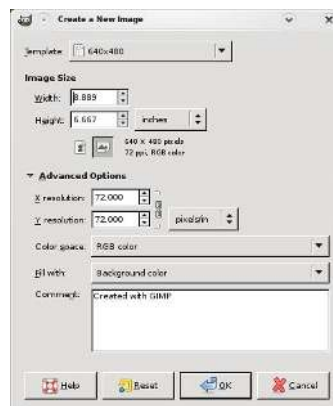 Create a New Image
Template: 640x480
Image Size
Width: 8.889
Height: 6.667 inches
640 X 480 pixels
72 ppi, RGB color
Advanced Options
X resolution: 72.000
Y resolution: 72.000 pixels/in
Color space: RGB color
Fill with: Background color
Comment: Created with GIMP
Help Reset OK Cancel